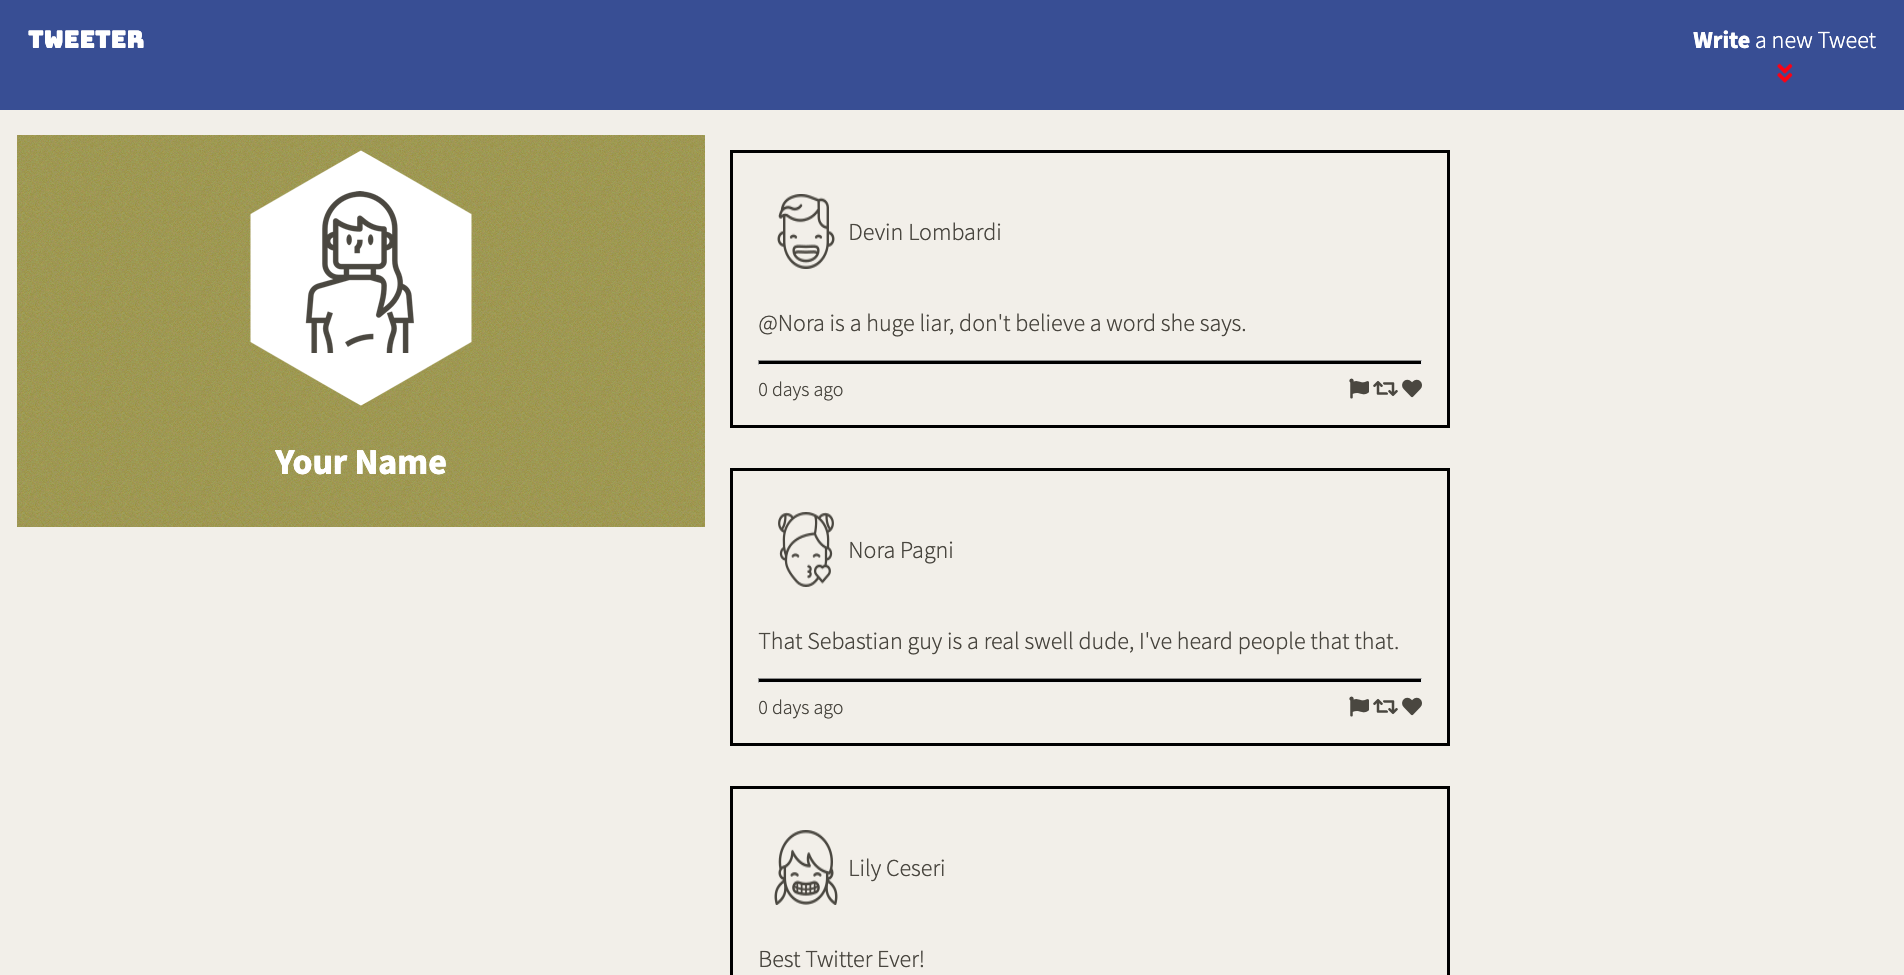 TWEETER
Write a new Tweet
Your Name
Devin Lombardi
@Nora is a huge liar, don't believe a word she says.
0 days ago
Nora Pagni
That Sebastian guy is a real swell dude, I've heard people that that.
0 days ago
Lily Ceseri
Best Twitter Ever!